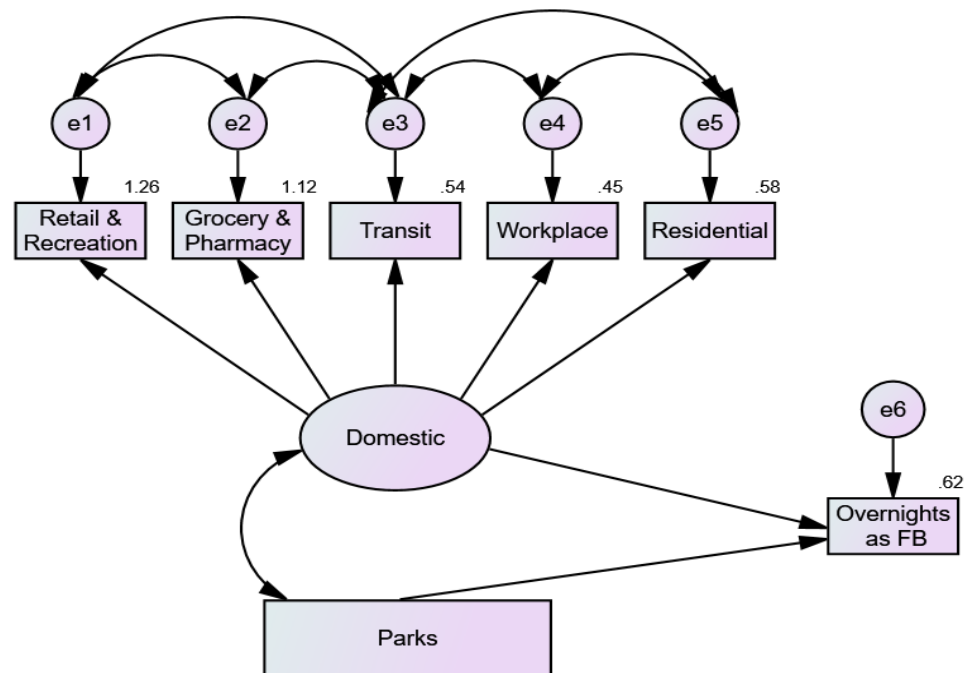 e1
e2
e3
e4
e5
1.26
1.12
.54
.45
.58
Retail &
Recreation
Grocery &
Pharmacy
Transit
Workplace
Residential
Domestic
e6
.62
Overnights
as FB
Parks